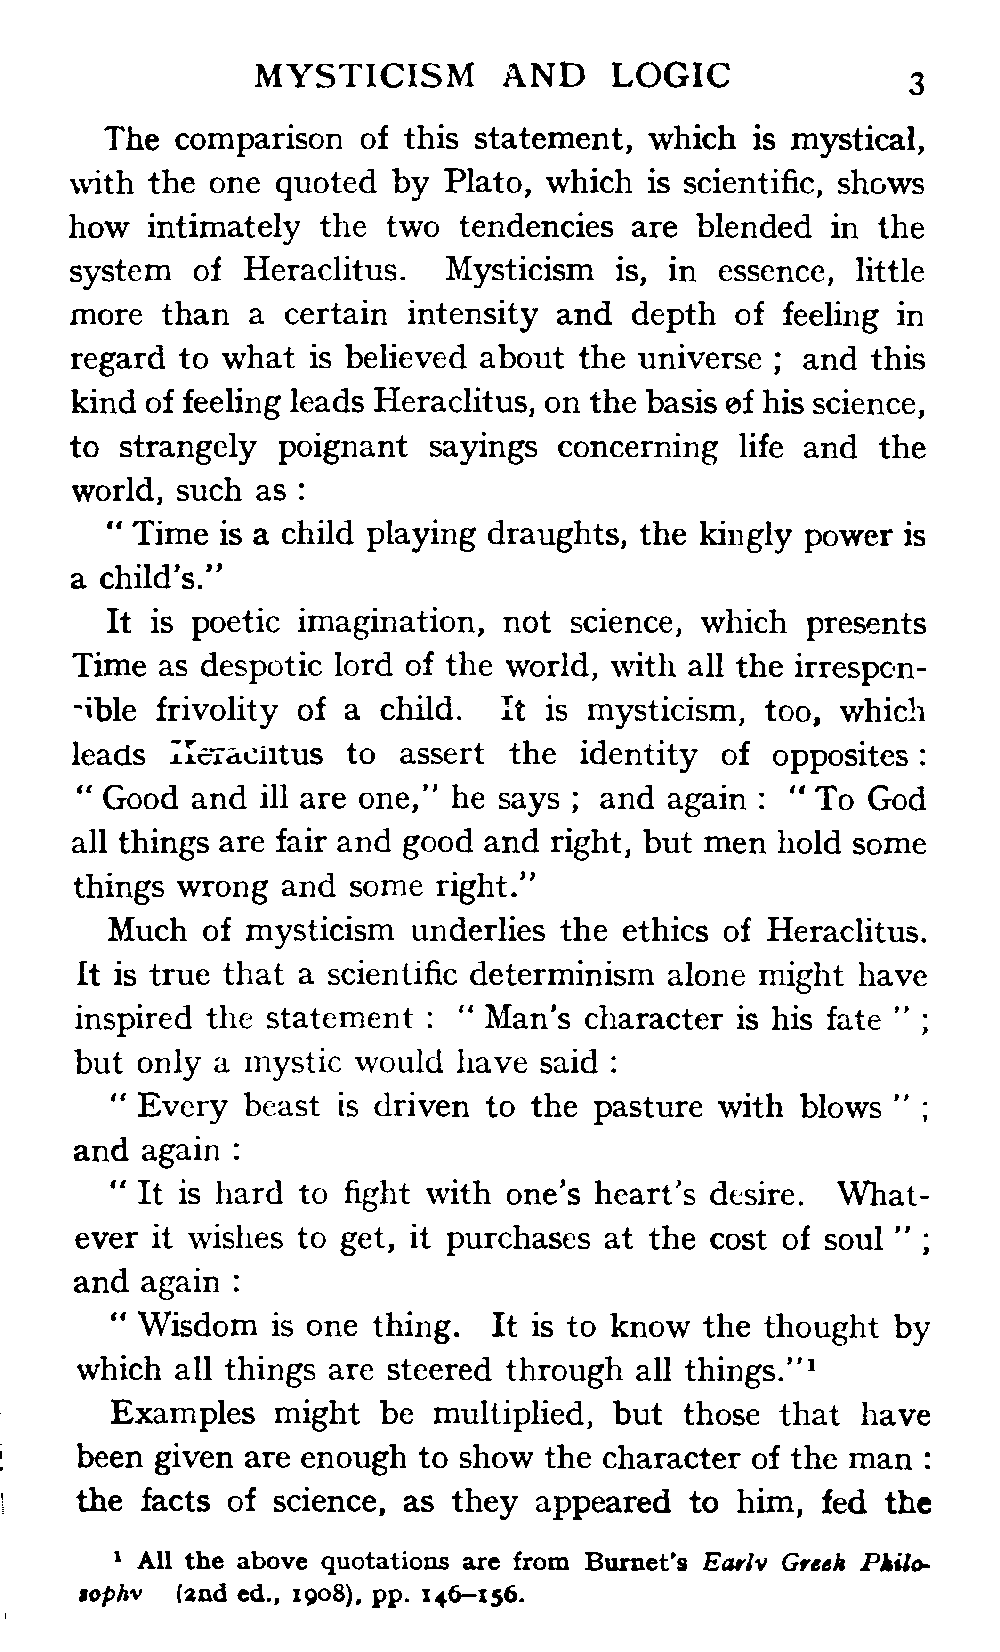 MYSTICISM AND LOGIC 3
The comparison of this statement, which is mystical,
with the one quoted by Plato, which is scientific, shows
how intimately the two tendencies are blended in the
system of Heraclitus. Mysticism is, in essence, little
more than a certain intensity and depth of feeling in
regard to what is believed about the universe ; and this
kind of feeling leads Heraclitus, on the basis of his science,
to strangely poignant sayings concerning life and the
world, such as :
" Time is a child playing draughts, the kingly power is
a child's."
It is poetic imagination, not science, which presents
Time as despotic lord of the world, with all the irrespon-
sible frivolity of a child. It is mysticism, too, which
leads Heraclitus to assert the identity of opposites :
" Good and ill are one," he says ; and again : " To God
all things are fair and good and right, but men hold some
things wrong and some right."
Much of mysticism underlies the ethics of Heraclitus.
It is true that a scientific determinism alone might have
inspired the statement : " Man's character is his fate " ;
but only a mystic would have said :
" Every beast is driven to the pasture with blows " ;
and again :
" It is hard to fight with one's heart's desire. What-
ever it wishes to get, it purchases at the cost of soul " ;
and again :
" Wisdom is one thing. It is to know the thought by
which all things are steered through all things."¹
Examples might be multiplied, but those that have
been given are enough to show the character of the man :
the facts of science, as they appeared to him, fed the
¹ All the above quotations are from Burnet's Early Greek Philo-
sophy (2nd ed., 1908), pp. 146–156.